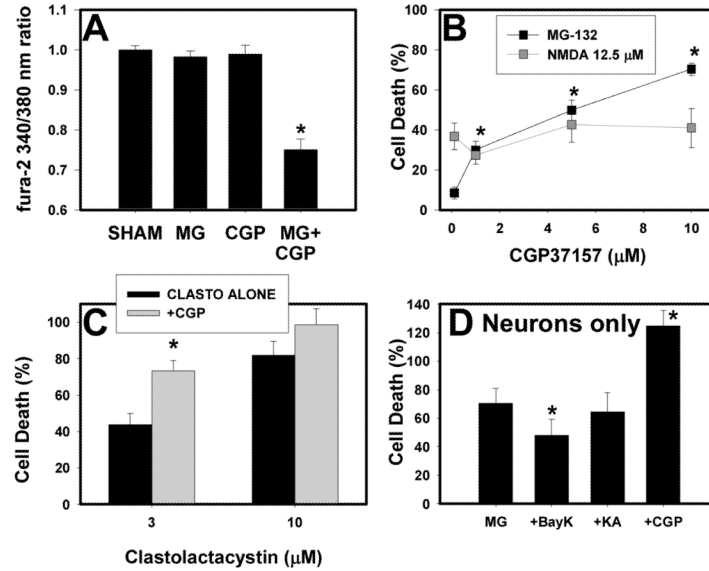 A
fura-2 340/380 nm ratio
1.1
1.0
0.9
0.8
0.7
0.6
*
SHAM MG CGP MG+
CGP
B
Cell Death (%)
100
80
60
40
20
0
MG-132
NMDA 12.5 μM
*
*
*
0 2 4 6 8 10
CGP37157 (μM)
C
Cell Death (%)
100
80
60
40
20
0
CLASTO ALONE
+CGP
*
3 10
Clastolactacystin (μM)
D Neurons only
Cell Death (%)
140
120
100
80
60
40
20
0
*
*
MG +BayK +KA +CGP